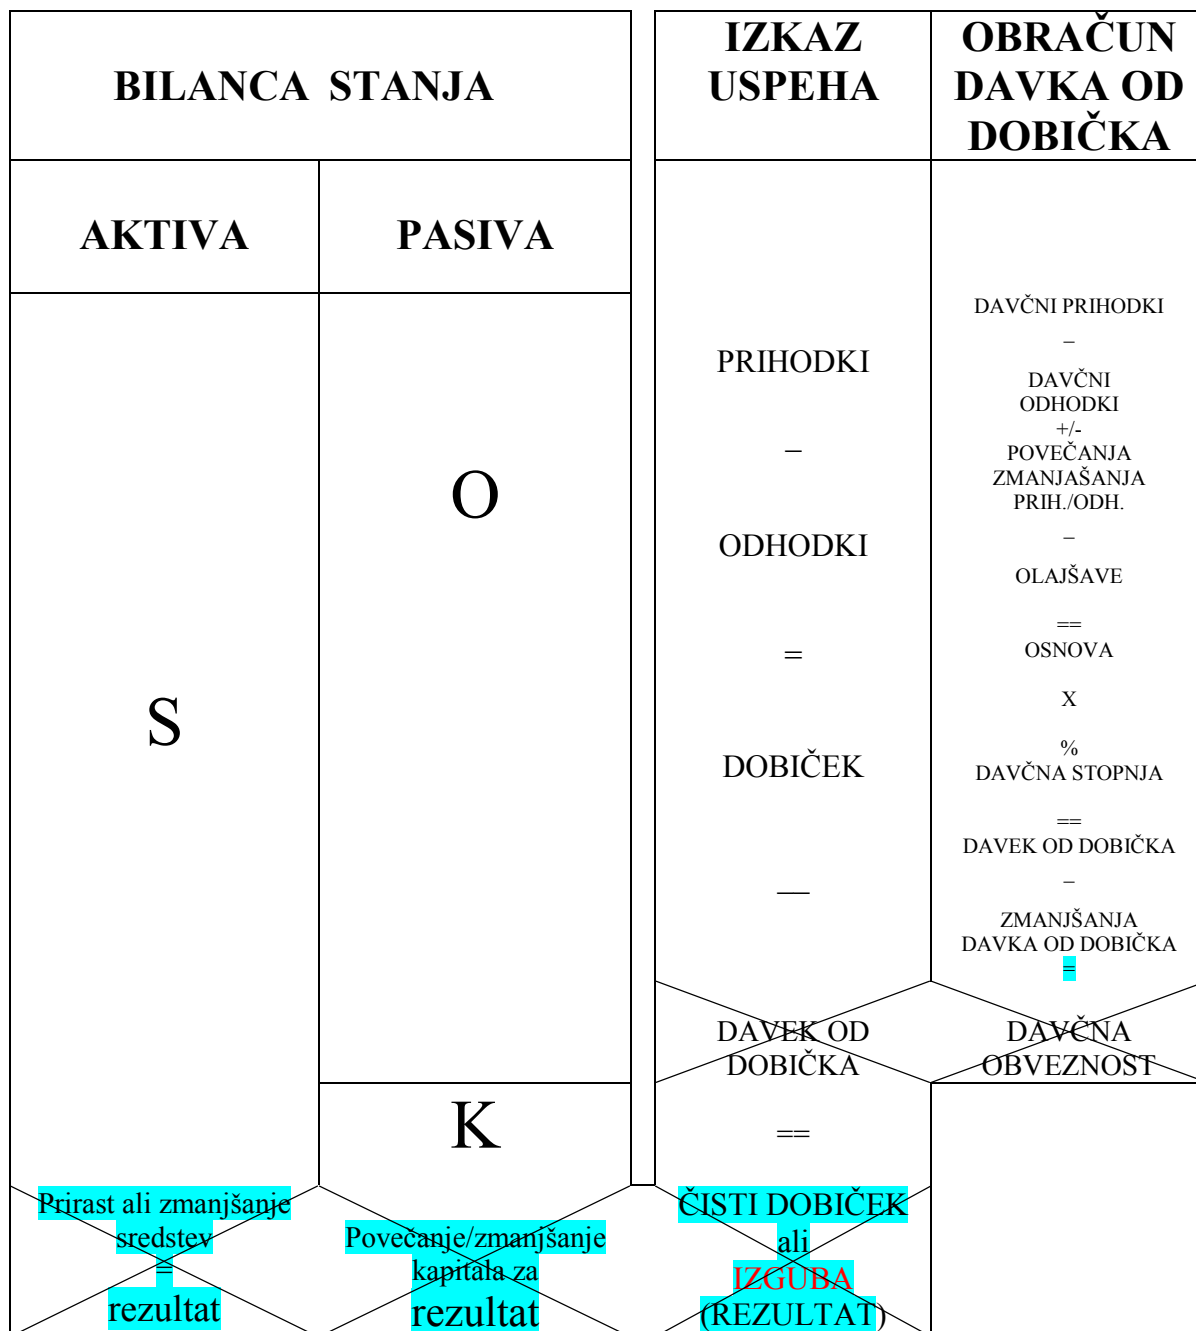 BILANCA STANJA
AKTIVA
PASIVA
S
O
K
Prirast ali zmanjšanje
sredstev
=
rezultat
Povečanje/zmanjšanje
kapitala za
rezultat
IZKAZ
USPEHA
PRIHODKI
–
ODHODKI
=
DOBIČEK
—
DAVEK OD
DOBIČKA
==
ČISTI DOBIČEK
ali
IZGUBA
(REZULTAT)
OBRAČUN
DAVKA OD
DOBIČKA
DAVČNI PRIHODKI
–
DAVČNI
ODHODKI
+/-
POVEČANJA
ZMANJAŠANJA
PRIH./ODH.
–
OLAJŠAVE
==
OSNOVA
X
%
DAVČNA STOPNJA
==
DAVEK OD DOBIČKA
–
ZMANJŠANJA
DAVKA OD DOBIČKA
=
DAVČNA
OBVEZNOST